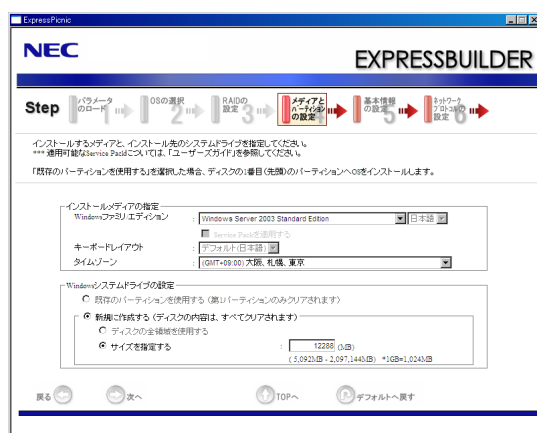 ExpressPicnic
NEC
EXPRESSBUILDER
Step
パラメータのロード 1
OSの選択 2
RAIDの設定 3
メディアとパーティションの設定 4
基本情報の設定 5
ネットワークプロトコルの設定 6
インストールするメディアと、インストール先のシステムドライブを指定してください。
*** 適用可能なService Packについては、「ユーザーズガイド」を参照してください。
「既存のパーティションを使用する」を選択した場合、ディスクの1番目(先頭)のパーティションへOSをインストールします。
インストールメディアの指定
Windowsファミリ/エディション : Windows Server 2003 Standard Edition 日本語
Service Packを適用する
キーボードレイアウト : デフォルト(日本語)
タイムゾーン : (GMT+09:00) 大阪、札幌、東京
Windowsシステムドライブの設定
既存のパーティションを使用する (第1パーティションのみクリアされます)
新規に作成する (ディスクの内容は、すべてクリアされます)
ディスクの全領域を使用する
サイズを指定する : 12288 (MB)
( 5,092MB - 2,097,144MB) *1GB=1,024MB
戻る 次へ TOPへ デフォルトへ戻す